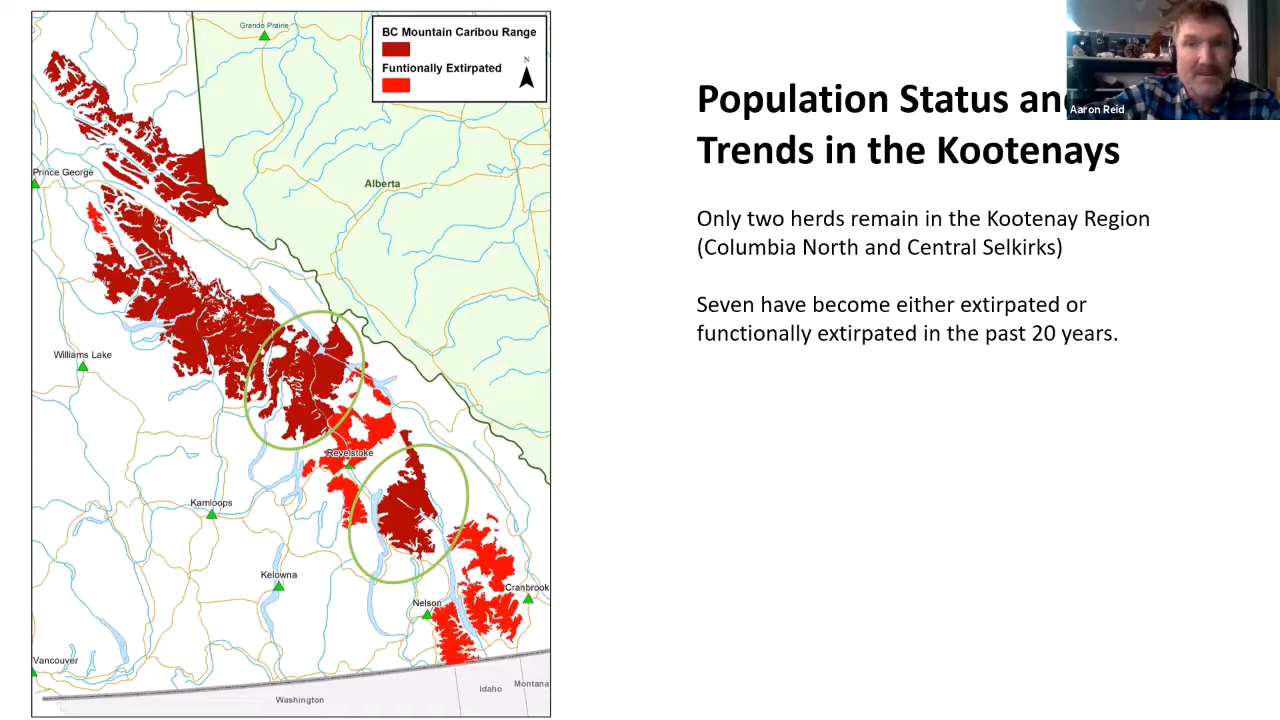 Grande Prairie
BC Mountain Caribou Range
Funtionally Extirpated
N
Prince George
Alberta
Williams Lake
Revelstoke
Kamloops
Kelowna
Cranbrook
Nelson
Vancouver
Washington
Idaho
Montana
Population Status an
Trends in the Kootenays
Aaron Reid
Only two herds remain in the Kootenay Region
(Columbia North and Central Selkirks)
Seven have become either extirpated or
functionally extirpated in the past 20 years.